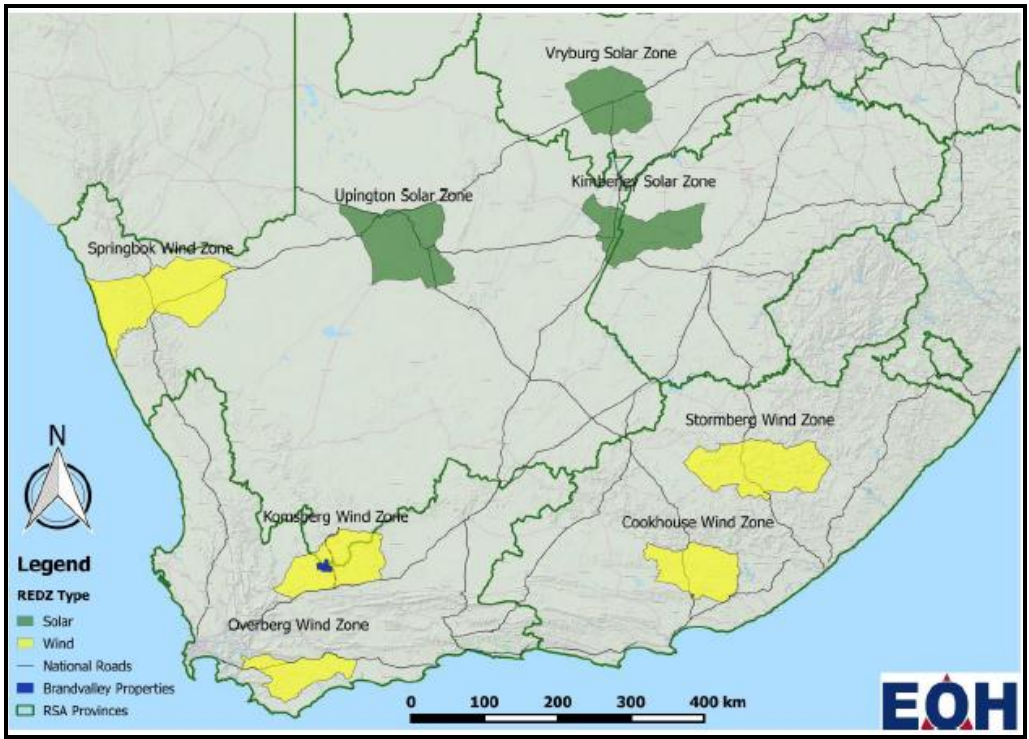 Vryburg Solar Zone
Kimberley Solar Zone
Upington Solar Zone
Springbok Wind Zone
Stormberg Wind Zone
N
Komsberg Wind Zone
Cookhouse Wind Zone
Legend
REDZ Type
Solar
Overberg Wind Zone
Wind
National Roads
Brandvalley Properties
RSA Provinces
0 100 200 300 400 km
EOH